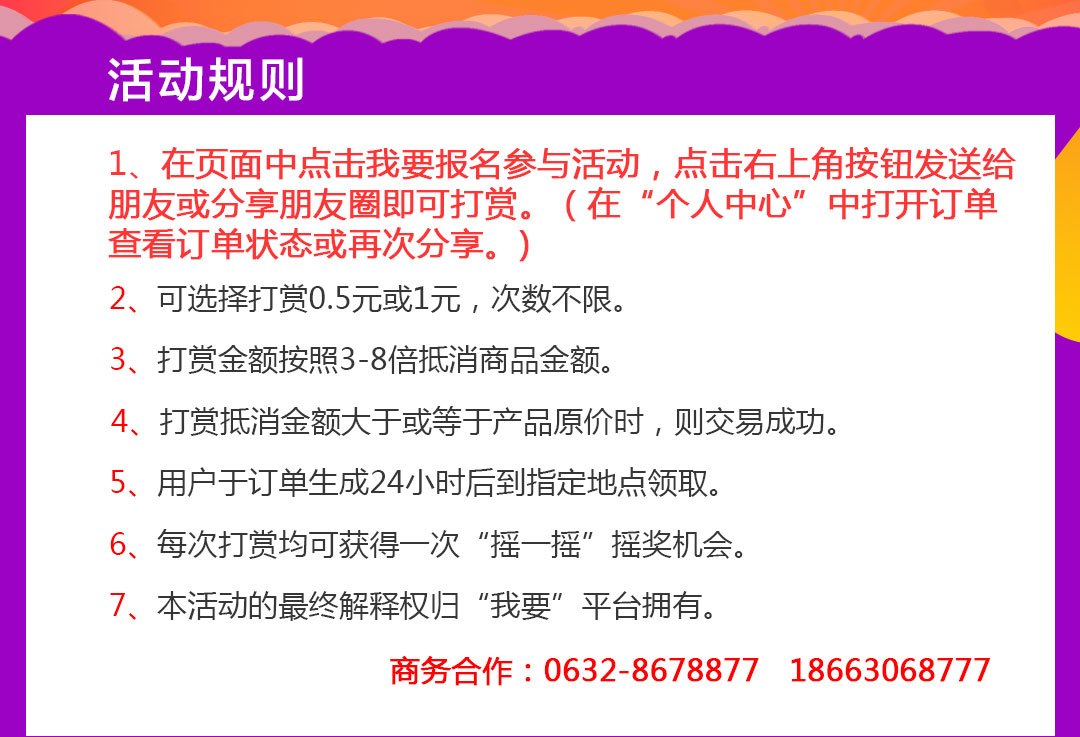 活动规则
1、在页面中点击我要报名参与活动，点击右上角按钮发送给
朋友或分享朋友圈即可打赏。（在“个人中心”中打开订单
查看订单状态或再次分享。)
2、可选择打赏0.5元或1元，次数不限。
3、打赏金额按照3-8倍抵消商品金额。
4、打赏抵消金额大于或等于产品原价时，则交易成功。
5、用户于订单生成24小时后到指定地点领取。
6、每次打赏均可获得一次“摇一摇”摇奖机会。
7、本活动的最终解释权归“我要”平台拥有。
商务合作：0632-8678877 18663068777